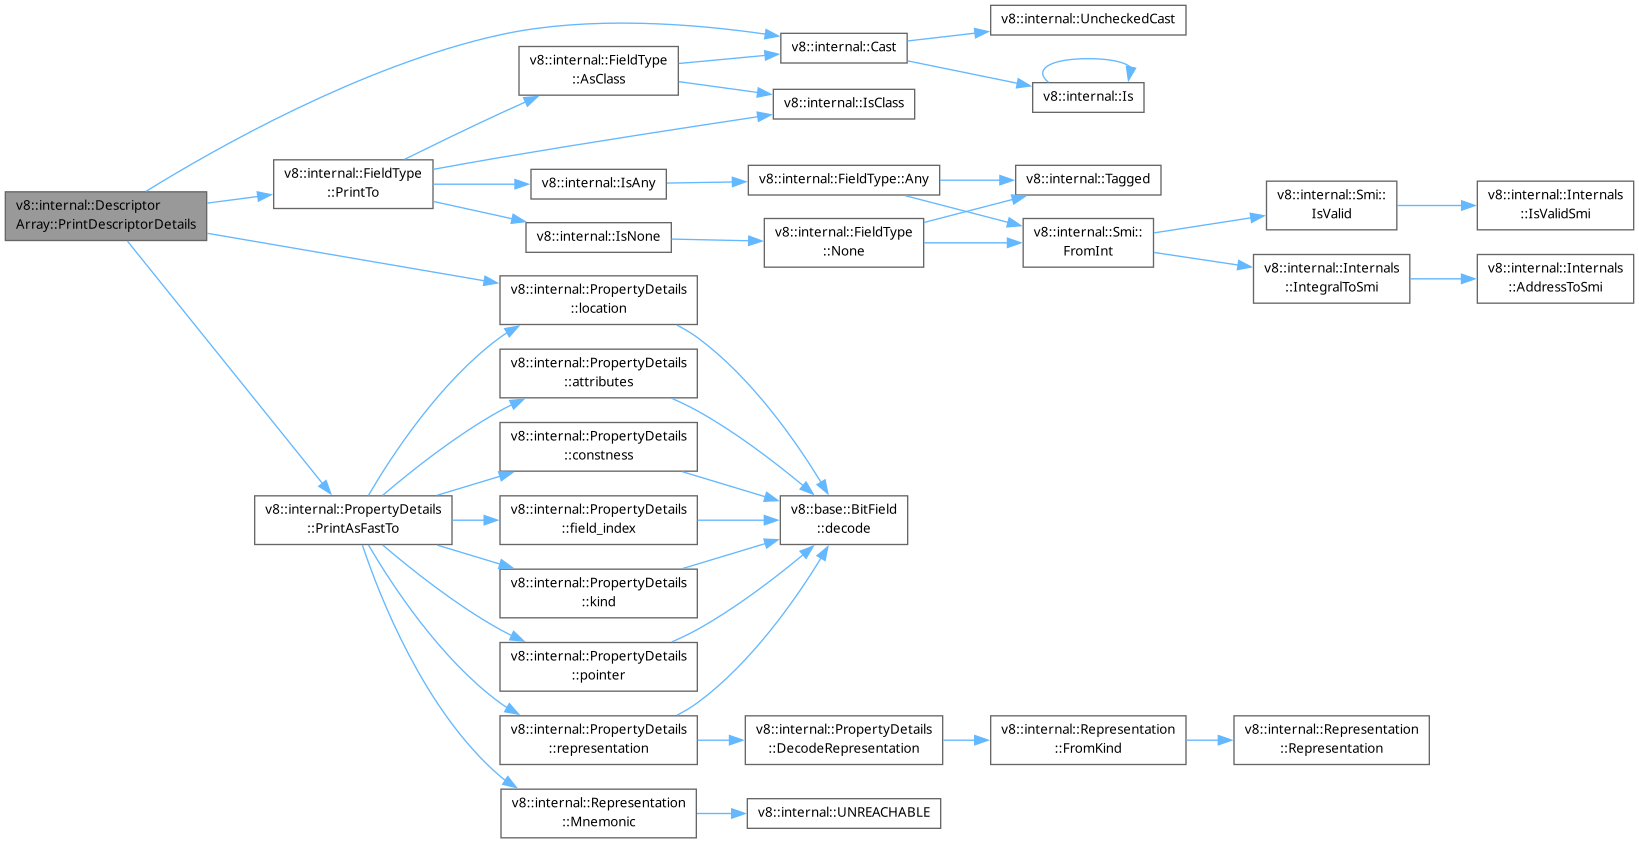 v8::internal::Descriptor
Array::PrintDescriptorDetails
v8::internal::FieldType
::PrintTo
v8::internal::PropertyDetails
::PrintAsFastTo
v8::internal::FieldType
::AsClass
v8::internal::IsAny
v8::internal::IsNone
v8::internal::PropertyDetails
::location
v8::internal::PropertyDetails
::attributes
v8::internal::PropertyDetails
::constness
v8::internal::PropertyDetails
::field_index
v8::internal::PropertyDetails
::kind
v8::internal::PropertyDetails
::pointer
v8::internal::PropertyDetails
::representation
v8::internal::Representation
::Mnemonic
v8::internal::Cast
v8::internal::IsClass
v8::internal::FieldType::Any
v8::internal::FieldType
::None
v8::base::BitField
::decode
v8::internal::PropertyDetails
::DecodeRepresentation
v8::internal::UNREACHABLE
v8::internal::UncheckedCast
v8::internal::Is
v8::internal::Tagged
v8::internal::Smi::
FromInt
v8::internal::Representation
::FromKind
v8::internal::Smi::
IsValid
v8::internal::Internals
::IntegralToSmi
v8::internal::Representation
::Representation
v8::internal::Internals
::IsValidSmi
v8::internal::Internals
::AddressToSmi